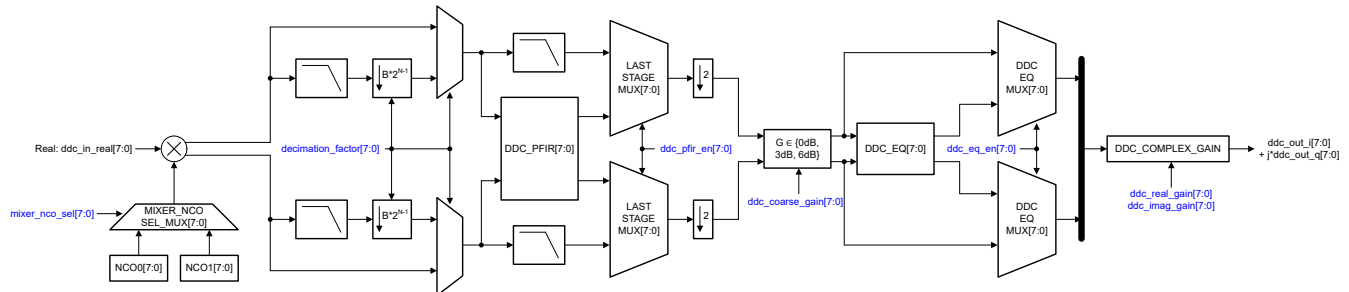 Real: ddc_in_real[7:0]
mixer_nco_sel[7:0]
MIXER_NCO
SEL_MUX[7:0]
NCO0[7:0]
NCO1[7:0]
B*2N-1
decimation_factor[7:0]
B*2N-1
DDC_PFIR[7:0]
LAST
STAGE
MUX[7:0]
2
ddc_pfir_en[7:0]
LAST
STAGE
MUX[7:0]
2
G ∈ {0dB,
3dB, 6dB}
ddc_coarse_gain[7:0]
DDC_EQ[7:0]
DDC
EQ
MUX[7:0]
ddc_eq_en[7:0]
DDC
EQ
MUX[7:0]
DDC_COMPLEX_GAIN
ddc_real_gain[7:0]
ddc_imag_gain[7:0]
ddc_out_i[7:0]
+ j*ddc_out_q[7:0]